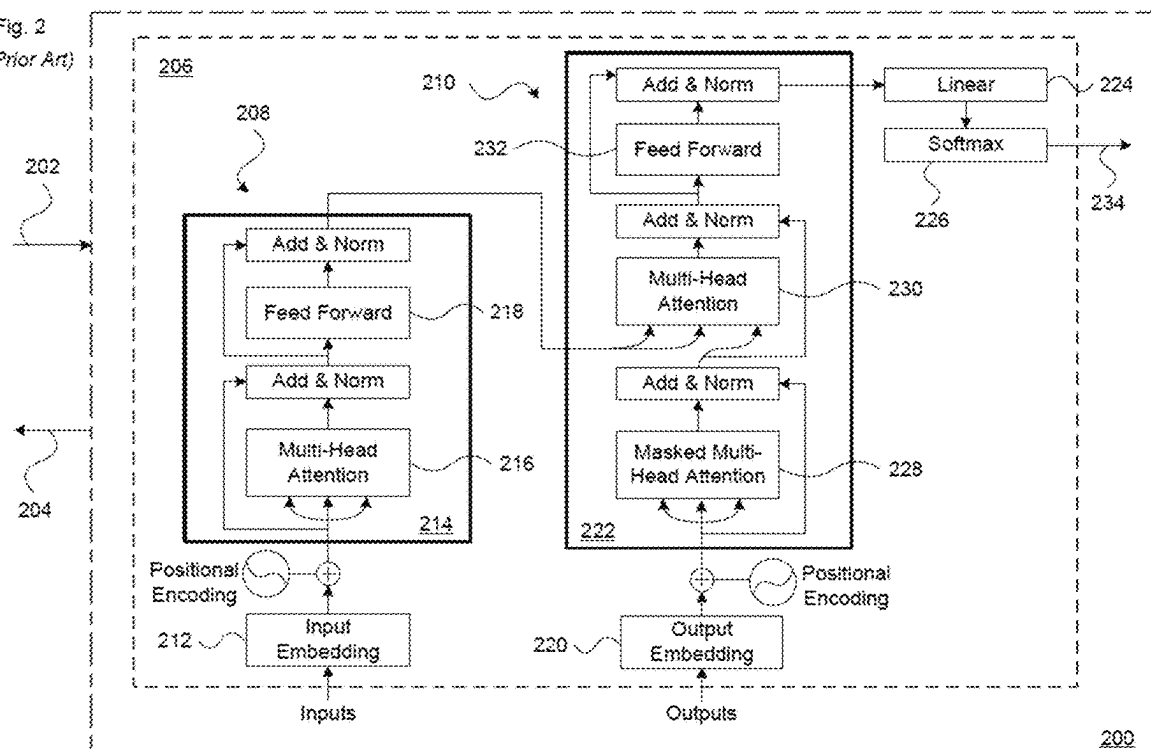 Fig. 2
Prior Art)
206
210
Add & Norm
Linear
224
208
232
Feed Forward
Softmax
202
226
234
Add & Norm
Add & Norm
Multi-Head
Attention
230
Feed Forward
218
Add & Norm
Add & Norm
Multi-Head
Attention
216
Masked Multi-
Head Attention
228
204
214
222
Positional
Encoding
Positional
Encoding
212
Input
Embedding
220
Output
Embedding
Inputs
Outputs
200